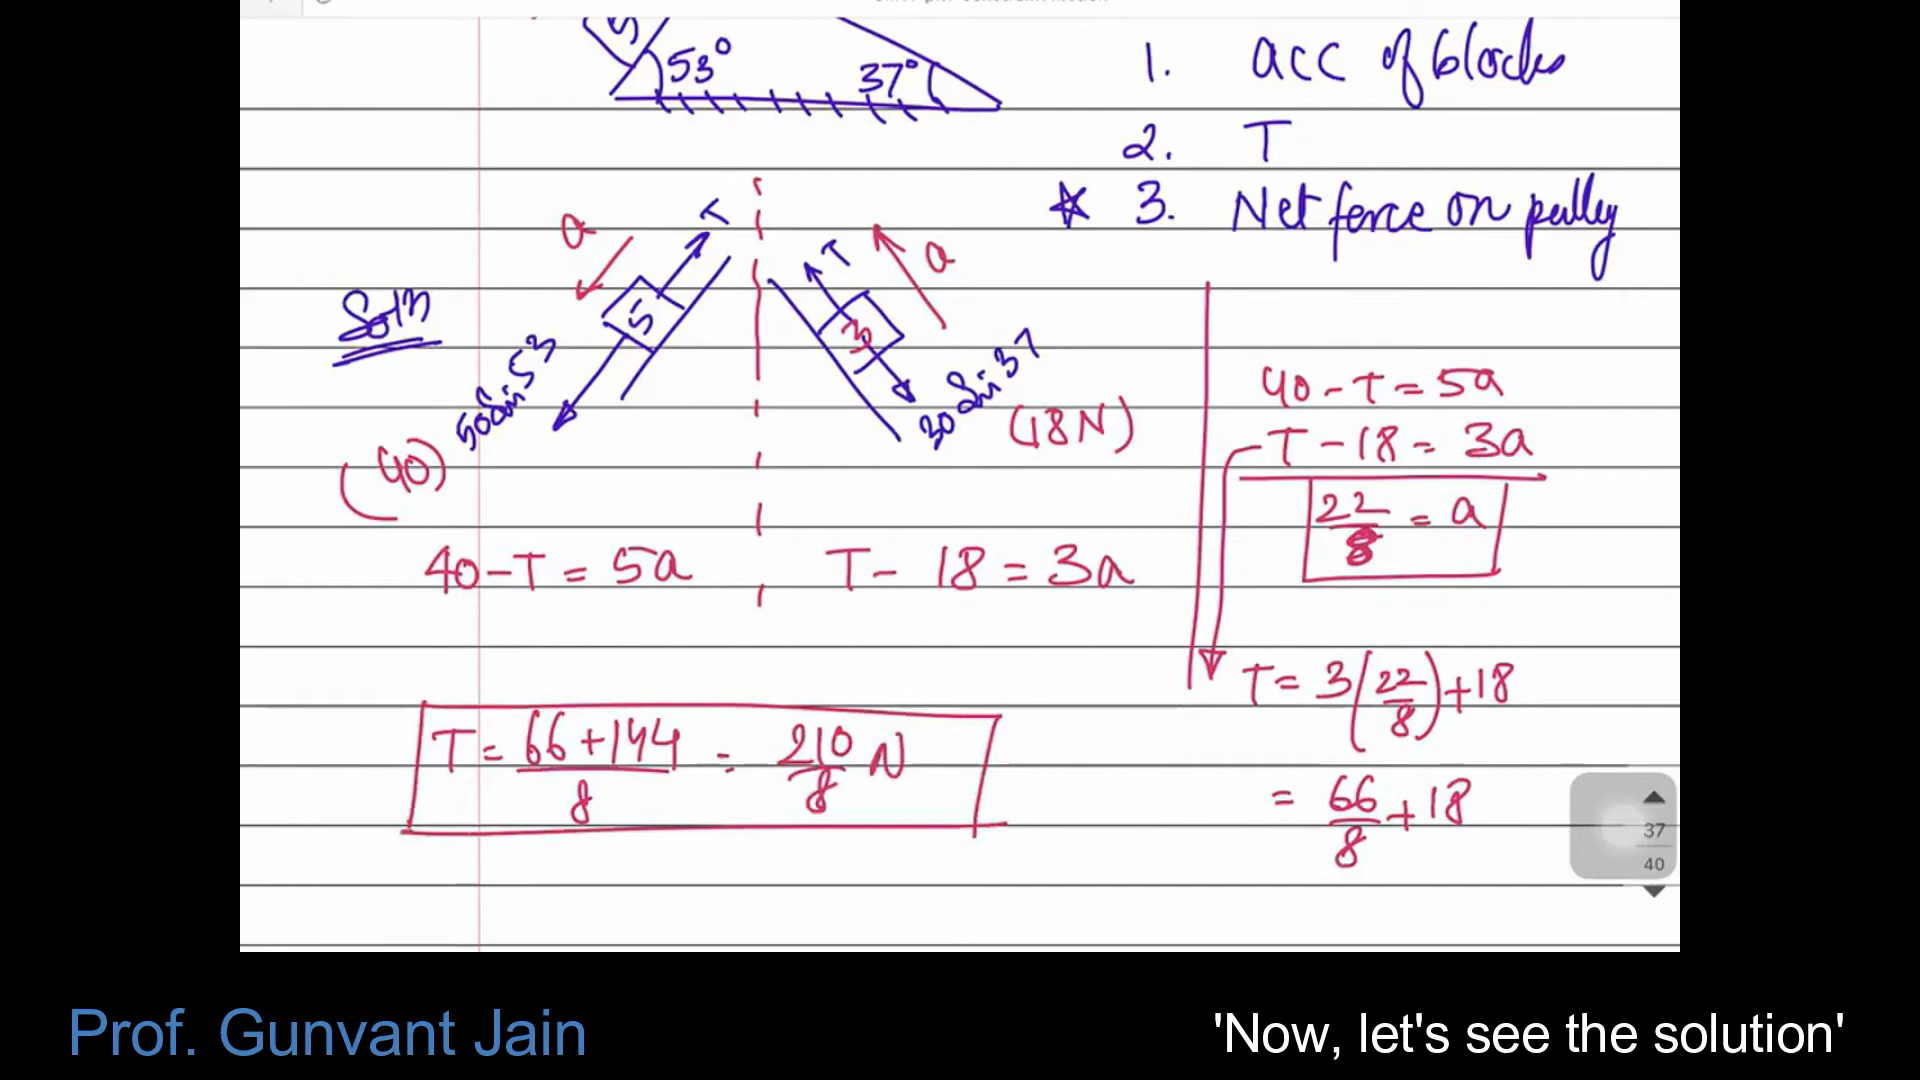 5
53° 37°
1. acc of blocks
2. T
★ 3. Net force on pulley
Soln
a T
5
50 Sin 53
(40)
T a
3
30 Sin 37
(18N)
40 - T = 5a
T - 18 = 3a
22/8 = a
40 - T = 5a , T - 18 = 3a
T = 3(22/8) + 18
= 66/8 + 18
T = 66 + 144/8 = 210/8 N
37
40
Prof. Gunvant Jain
'Now, let's see the solution'